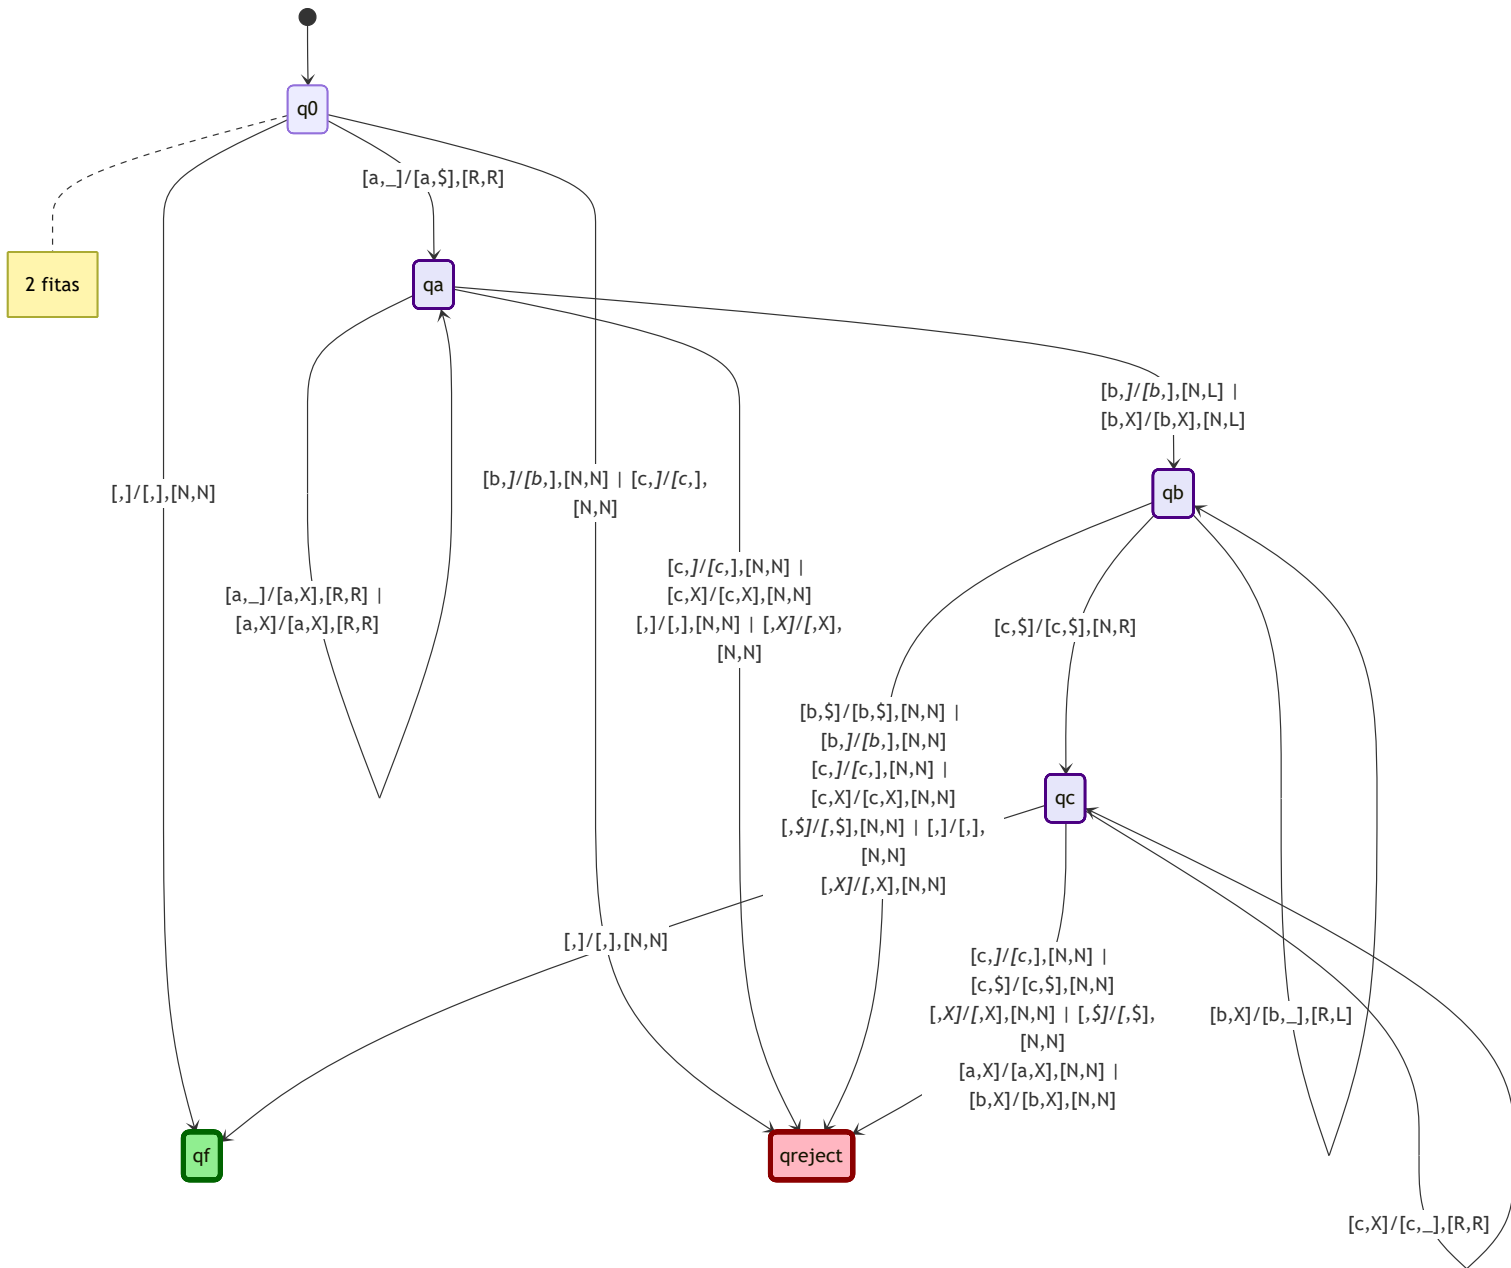 q0
[a,_]/[a,$],[R,R]
2 fitas
qa
[b,]/[b,],[N,L] |
[b,X]/[b,X],[N,L]
[,]/[,],[N,N]
[b,]/[b,],[N,N] | [c,]/[c,],
[N,N]
qb
[c,]/[c,],[N,N] |
[c,X]/[c,X],[N,N]
[,]/[,],[N,N] | [,X]/[,X],
[N,N]
[a,_]/[a,X],[R,R] |
[a,X]/[a,X],[R,R]
[c,$]/[c,$],[N,R]
[b,$]/[b,$],[N,N] |
[b,]/[b,],[N,N]
[c,]/[c,],[N,N] |
[c,X]/[c,X],[N,N]
[,$]/[,$],[N,N] | [,]/[,],
[N,N]
[,X]/[,X],[N,N]
qc
[,]/[,],[N,N]
[c,]/[c,],[N,N] |
[c,$]/[c,$],[N,N]
[,X]/[,X],[N,N] | [,$]/[,$],
[N,N]
[a,X]/[a,X],[N,N] |
[b,X]/[b,X],[N,N]
[b,X]/[b,_],[R,L]
qf
qreject
[c,X]/[c,_],[R,R]